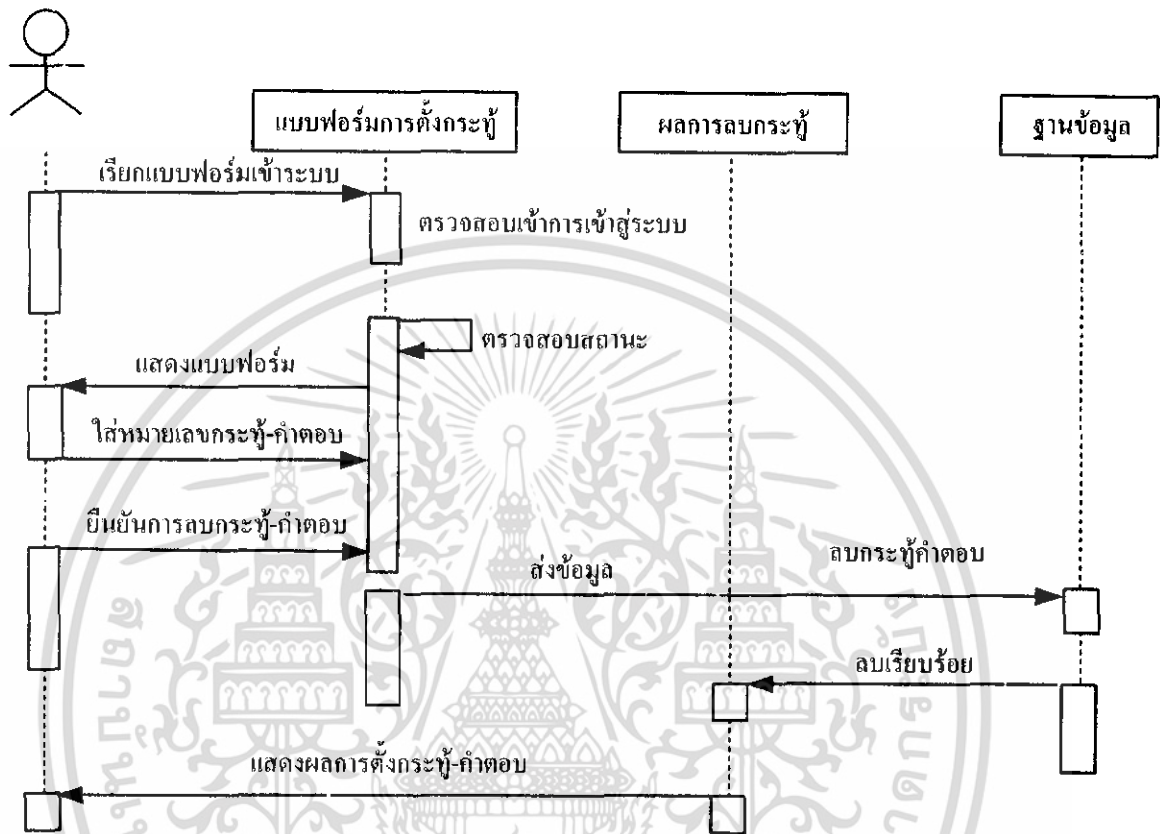 แบบฟอร์มการตั้งกระทู้
ผลการลบกระทู้
ฐานข้อมูล
เรียกแบบฟอร์มเข้าระบบ
ตรวจสอบเข้าการเข้าสู่ระบบ
ตรวจสอบสถานะ
แสดงแบบฟอร์ม
ใส่หมายเลขกระทู้-คำตอบ
ยืนยันการลบกระทู้-คำตอบ
ส่งข้อมูล
ลบกระทู้คำตอบ
ลบเรียบร้อย
แสดงผลการตั้งกระทู้-คำตอบ